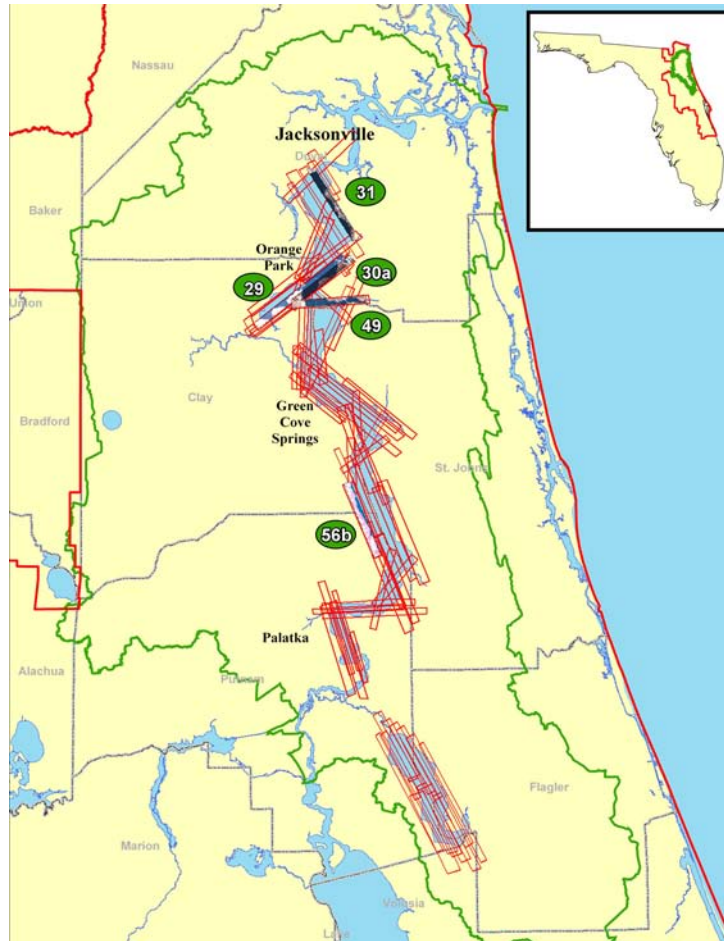 Nassau
Jacksonville
Duval
31
Baker
Orange
Park
30a
29
Union
49
Clay
Green
Cove
Springs
Bradford
St. Johns
56b
Palatka
Alachua
Putnam
Flagler
Marion
Volusia
Lake